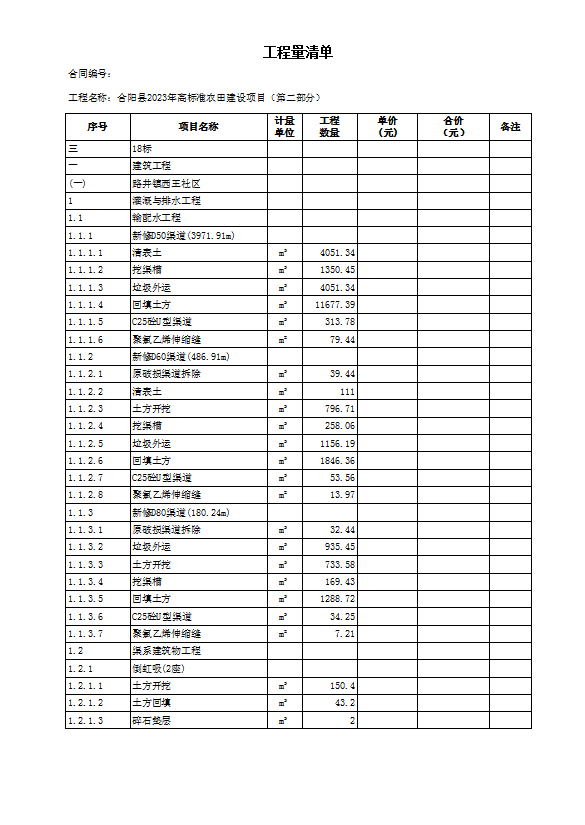 工程量清单
合同编号：
工程名称：合阳县2023年高标准农田建设项目（第二部分）
序号 项目名称 计量单位 工程数量 单价（元） 合价（元） 备注
三 18标
一 建筑工程
(一) 路井镇西王社区
1 灌溉与排水工程
1.1 输配水工程
1.1.1 新修D50渠道(3971.91m)
1.1.1.1 清表土 m³ 4051.34
1.1.1.2 挖渠槽 m³ 1350.45
1.1.1.3 垃圾外运 m³ 4051.34
1.1.1.4 回填土方 m³ 11677.39
1.1.1.5 C25砼U型渠道 m³ 313.78
1.1.1.6 聚氯乙烯伸缩缝 m² 79.44
1.1.2 新修D60渠道(486.91m)
1.1.2.1 原破损渠道拆除 m³ 39.44
1.1.2.2 清表土 m³ 111
1.1.2.3 土方开挖 m³ 796.71
1.1.2.4 挖渠槽 m³ 258.06
1.1.2.5 垃圾外运 m³ 1156.19
1.1.2.6 回填土方 m³ 1846.36
1.1.2.7 C25砼U型渠道 m³ 53.56
1.1.2.8 聚氯乙烯伸缩缝 m² 13.97
1.1.3 新修D80渠道(180.24m)
1.1.3.1 原破损渠道拆除 m³ 32.44
1.1.3.2 垃圾外运 m³ 935.45
1.1.3.3 土方开挖 m³ 733.58
1.1.3.4 挖渠槽 m³ 169.43
1.1.3.5 回填土方 m³ 1288.72
1.1.3.6 C25砼U型渠道 m³ 34.25
1.1.3.7 聚氯乙烯伸缩缝 m² 7.21
1.2 渠系建筑物工程
1.2.1 倒虹吸(2座)
1.2.1.1 土方开挖 m³ 150.4
1.2.1.2 土方回填 m³ 43.2
1.2.1.3 碎石垫层 m³ 2